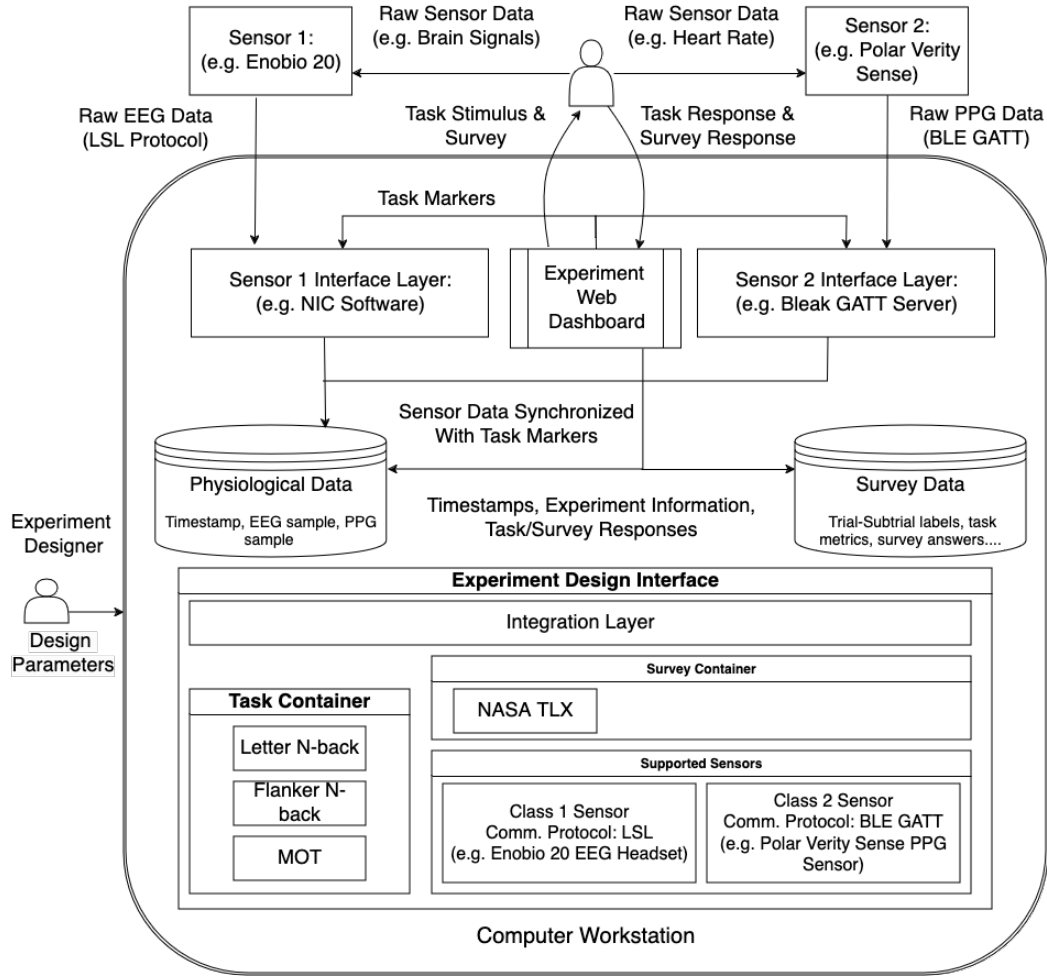 Sensor 1:
(e.g. Enobio 20)
Raw Sensor Data
(e.g. Brain Signals)
Raw Sensor Data
(e.g. Heart Rate)
Sensor 2:
(e.g. Polar Verity
Sense)
Raw EEG Data
(LSL Protocol)
Task Stimulus &
Survey
Task Response &
Survey Response
Raw PPG Data
(BLE GATT)
Task Markers
Sensor 1 Interface Layer:
(e.g. NIC Software)
Experiment
Web
Dashboard
Sensor 2 Interface Layer:
(e.g. Bleak GATT Server)
Sensor Data Synchronized
With Task Markers
Physiological Data
Timestamp, EEG sample, PPG
sample
Timestamps, Experiment Information,
Task/Survey Responses
Survey Data
Trial-Subtrial labels, task
metrics, survey answers....
Experiment
Designer
Design
Parameters
Experiment Design Interface
Integration Layer
Task Container
Letter N-back
Flanker N-
back
MOT
Survey Container
NASA TLX
Supported Sensors
Class 1 Sensor
Comm. Protocol: LSL
(e.g. Enobio 20 EEG Headset)
Class 2 Sensor
Comm. Protocol: BLE GATT
(e.g. Polar Verity Sense PPG
Sensor)
Computer Workstation